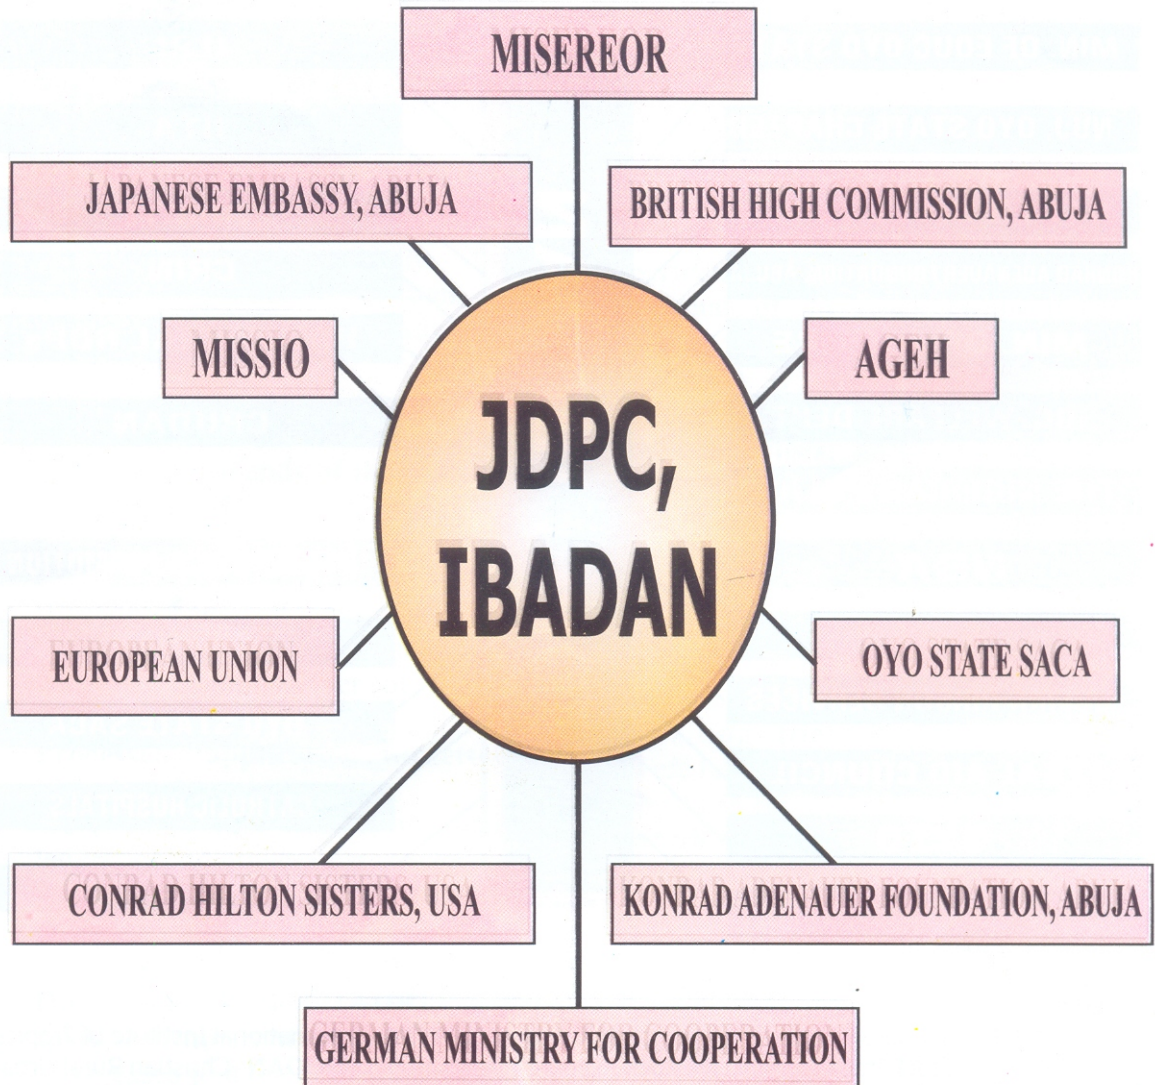 MISEREOR
JAPANESE EMBASSY, ABUJA
BRITISH HIGH COMMISSION, ABUJA
MISSIO
AGEH
JDPC,
IBADAN
EUROPEAN UNION
OYO STATE SACA
CONRAD HILTON SISTERS, USA
KONRAD ADENAUER FOUNDATION, ABUJA
GERMAN MINISTRY FOR COOPERATION